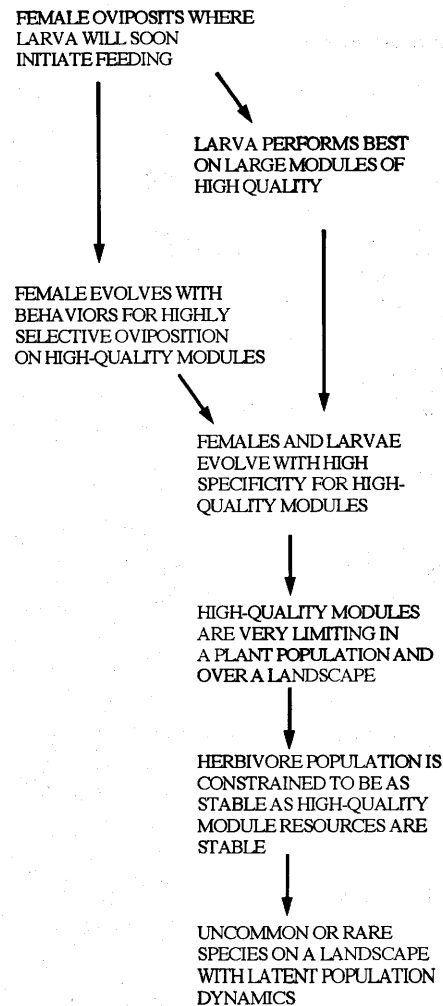 FEMALE OVIPOSITS WHERE
LARVA WILL SOON
INITIATE FEEDING
LARVA PERFORMS BEST
ON LARGE MODULES OF
HIGH QUALITY
FEMALE EVOLVES WITH
BEHAVIORS FOR HIGHLY
SELECTIVE OVIPOSITION
ON HIGH-QUALITY MODULES
FEMALES AND LARVAE
EVOLVE WITH HIGH
SPECIFICITY FOR HIGH-
QUALITY MODULES
HIGH-QUALITY MODULES
ARE VERY LIMITING IN
A PLANT POPULATION AND
OVER A LANDSCAPE
HERBIVORE POPULATION IS
CONSTRAINED TO BE AS
STABLE AS HIGH-QUALITY
MODULE RESOURCES ARE
STABLE
UNCOMMON OR RARE
SPECIES ON A LANDSCAPE
WITH LATENT POPULATION
DYNAMICS